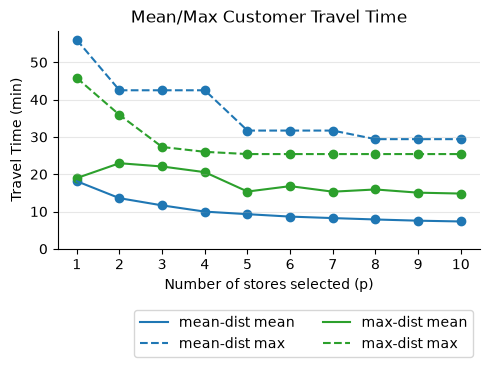 Mean/Max Customer Travel Time
Travel Time (min)
50
40
30
20
10
0
1 2 3 4 5 6 7 8 9 10
Number of stores selected (p)
mean-dist mean max-dist mean
mean-dist max max-dist max